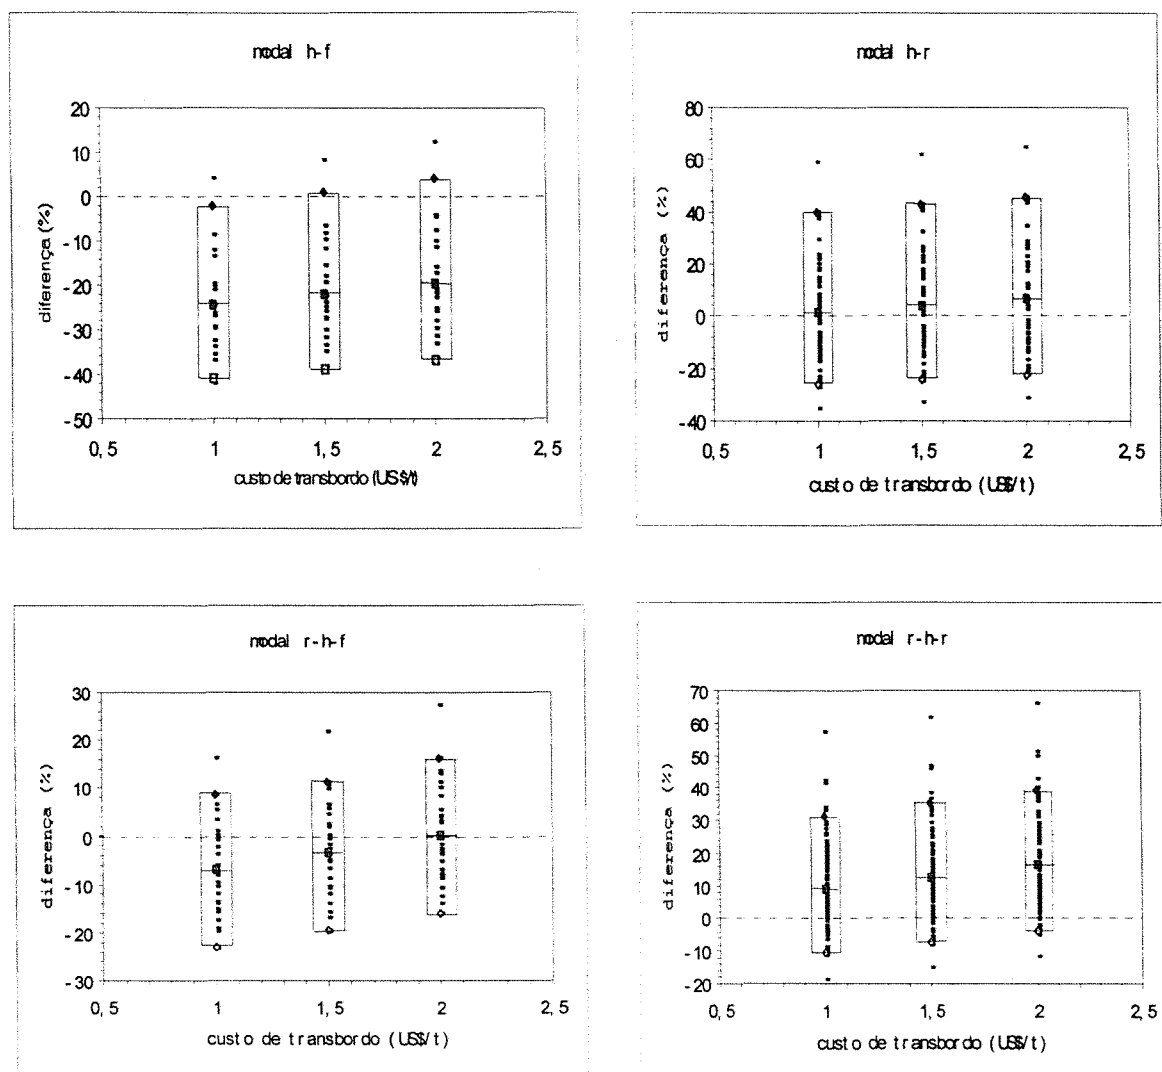 modal h-f
20
10
0
-10
-20
-30
-40
-50
diferença (%)
0,5 1 1,5 2 2,5
custo de transbordo (US$/t)
modal h-r
80
60
40
20
0
-20
-40
diferença (%)
0,5 1 1,5 2 2,5
custo de transbordo (US$/t)
modal r-h-f
30
20
10
0
-10
-20
-30
diferença (%)
0,5 1 1,5 2 2,5
custo de transbordo (US$/t)
modal r-h-r
70
60
50
40
30
20
10
0
-10
-20
diferença (%)
0,5 1 1,5 2 2,5
custo de transbordo (US$/t)